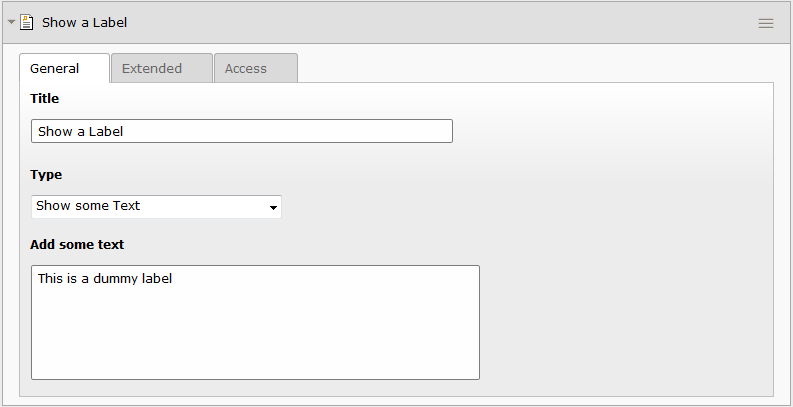 Show a Label
General Extended Access
Title
Show a Label
Type
Show some Text
Add some text
This is a dummy label